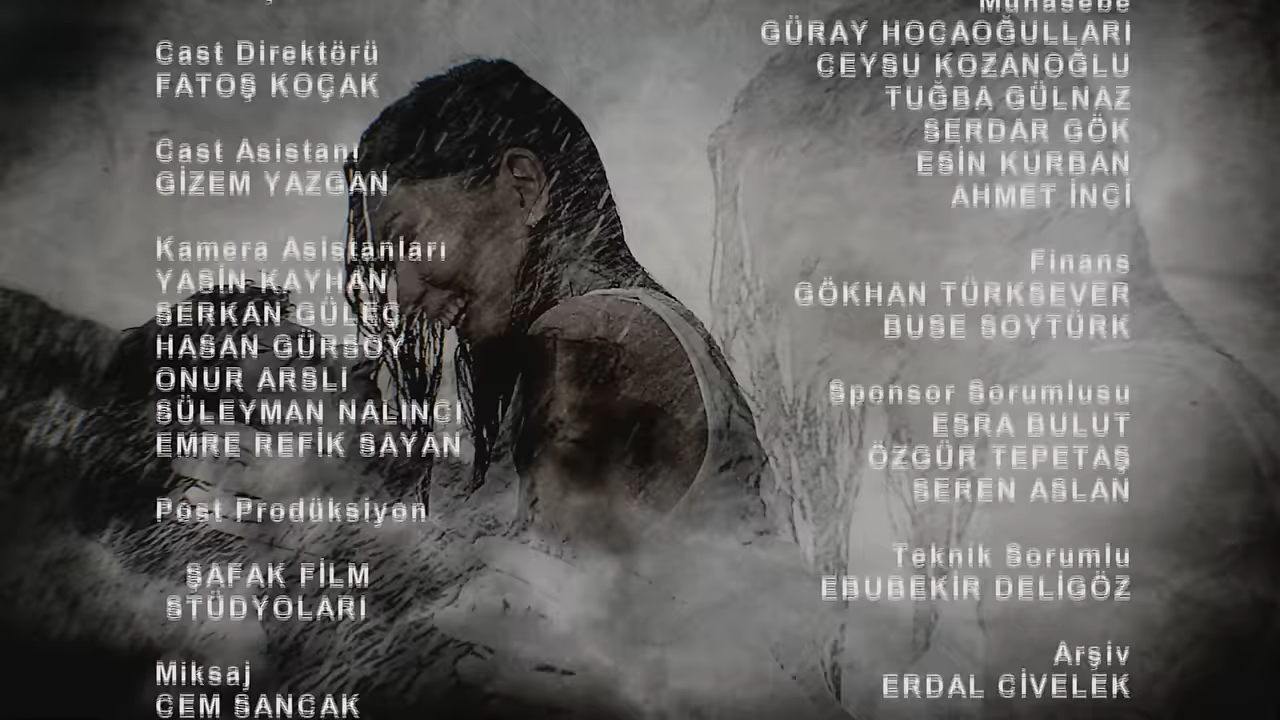 Cast Direktörü
FATOŞ KOÇAK
Cast Asistanı
GİZEM YAZGAN
Kamera Asistanları
YASİN KAYHAN
SERKAN GÜLEÇ
HASAN GÜRSOY
ONUR ARSLI
SÜLEYMAN NALINCI
EMRE REFİK SAYAN
Post Prodüksiyon
ŞAFAK FİLM
STÜDYOLARI
Miksaj
CEM SANCAK
Muhasebe
GÜRAY HOCAOĞULLARI
CEYSU KOZANOĞLU
TUĞBA GÜLNAZ
SERDAR GÖK
ESİN KURBAN
AHMET İNCİ
Finans
GÖKHAN TÜRKSEVER
BUSE SOYTÜRK
Sponsor Sorumlusu
ESRA BULUT
ÖZGÜR TEPETAŞ
SEREN ASLAN
Teknik Sorumlu
EBUBEKİR DELİGÖZ
Arşiv
ERDAL CİVELEK